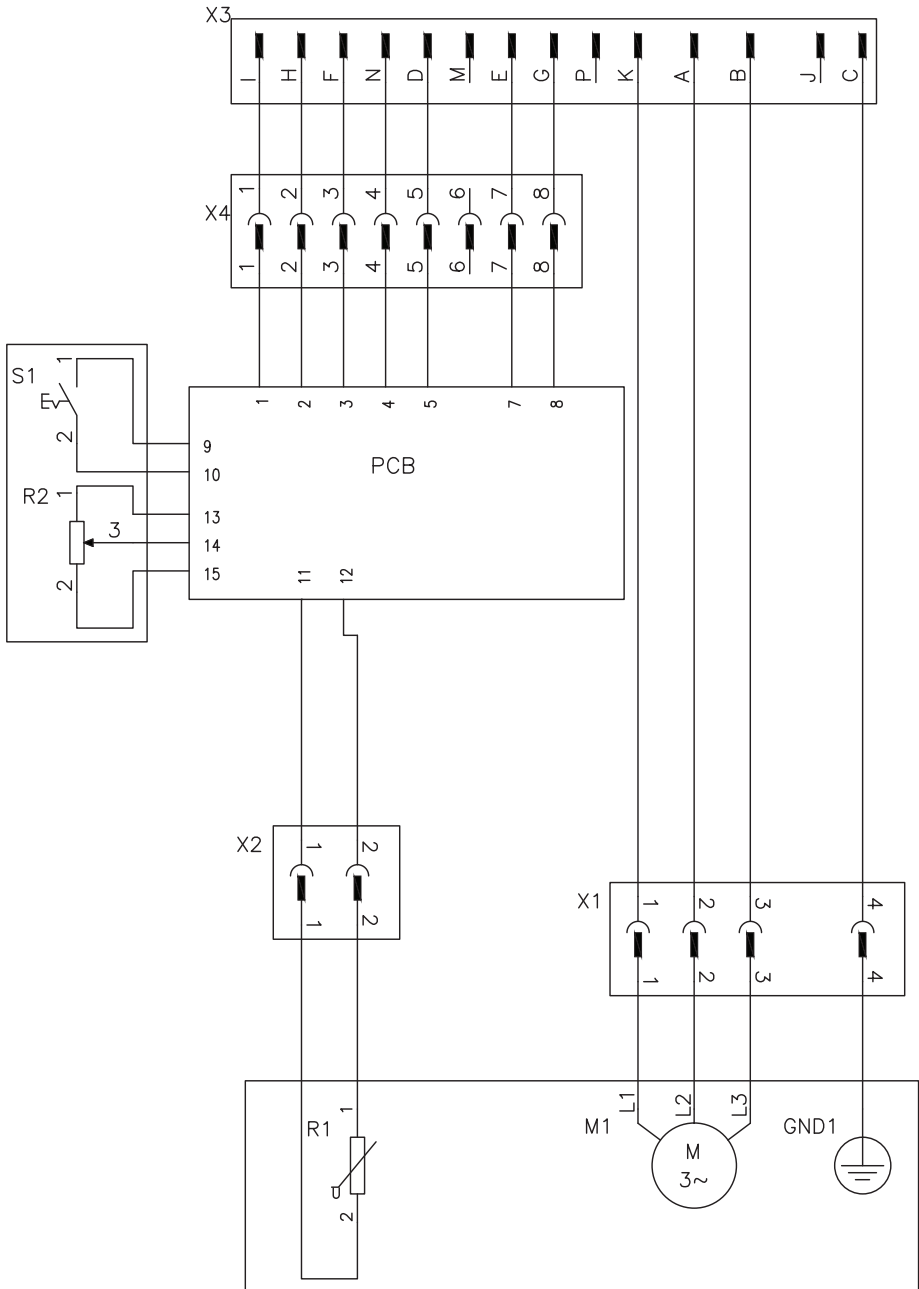 X3
I H F N D M E G P K A B J C
1 2 3 4 5 6 7 8
X4
1 2 3 4 5 6 7 8
1
S1
E
2
1 2 3 4 5 7 8
9
PCB
10
R2 1
13
3
14
2
15
11 12
X2
1 2
1 2
X1
1 2 3 4
1 2 3 4
L1 L2 L3
1
R1
M1
GND1
M
3~
2